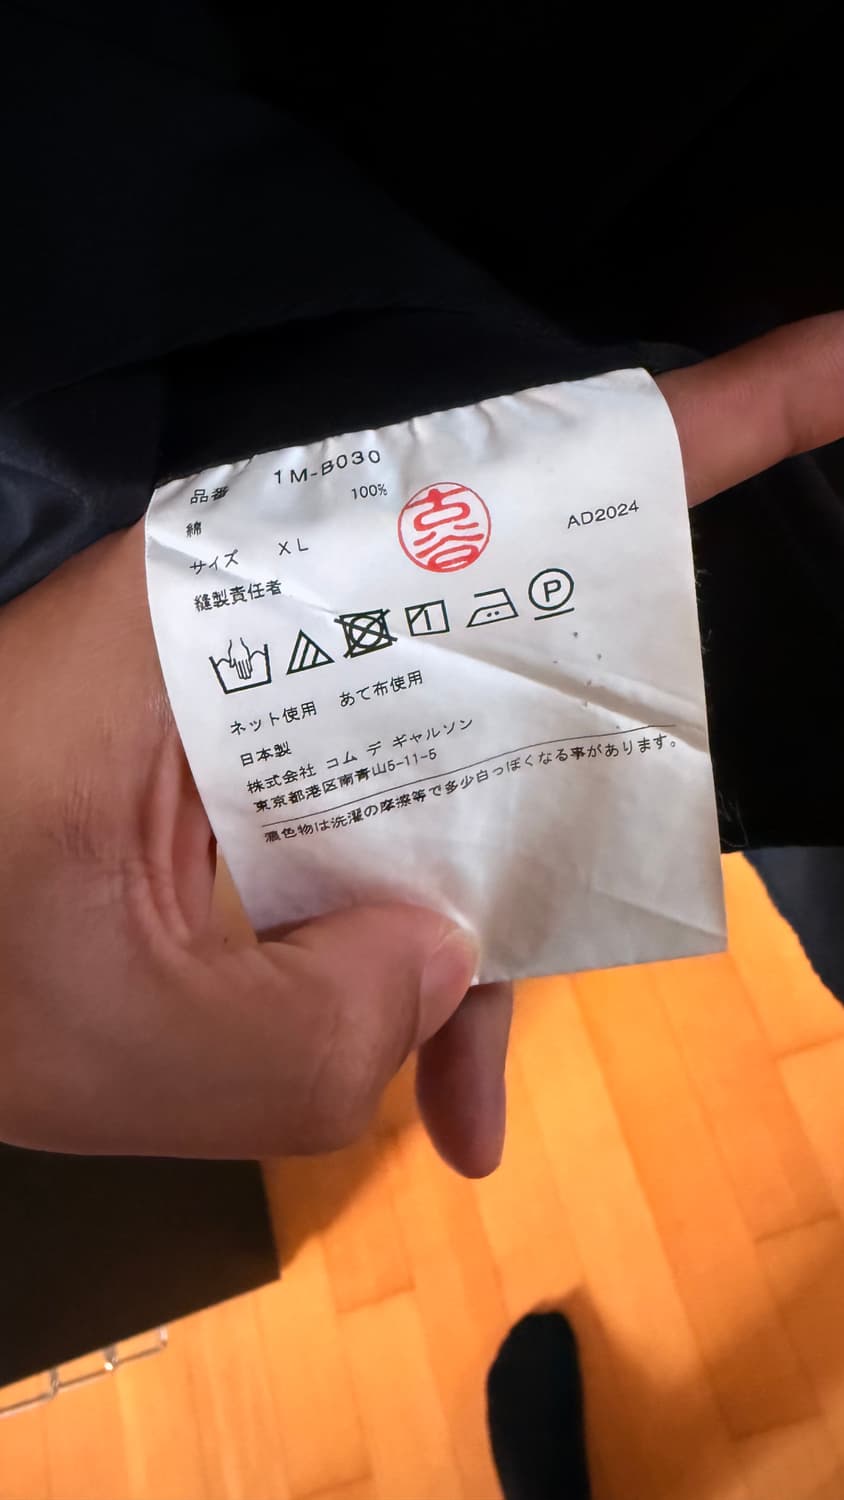 品番 1M-B030
綿 100%
サイズ XL
AD2024
縫製責任者
古谷
P
ネット使用 あて布使用
日本製
株式会社 コム デ ギャルソン
東京都港区南青山5-11-5
濃色物は洗濯の摩擦等で多少白っぽくなる事があります。